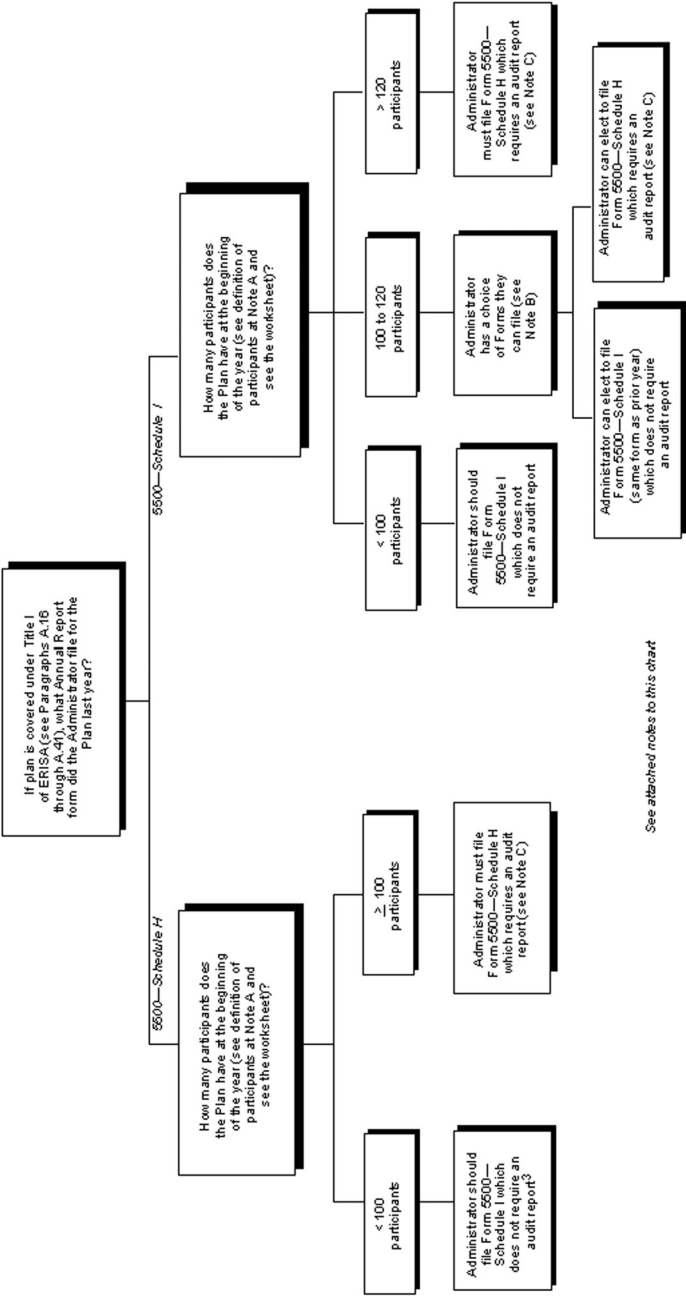 If plan is covered under Title I
of ERISA (see Paragraphs A.16
through A.41), what Annual Report
form did the Administrator file for the
Plan last year?
5500—Schedule H
5500—Schedule I
How many participants does
the Plan have at the beginning
of the year (see definition of
participants at Note A and
see the worksheet)?
How many participants does
the Plan have at the beginning
of the year (see definition of
participants at Note A and
see the worksheet)?
< 100
participants
≥ 100
participants
< 100
participants
100 to 120
participants
> 120
participants
Administrator should
file Form 5500—
Schedule I which
does not require an
audit report3
Administrator must file
Form 5500—Schedule H
which requires an audit
report (see Note C)
Administrator should
file Form
5500—Schedule I
which does not
require an audit report
Administrator
has a choice
of Forms they
can file (see
Note B)
Administrator
must file Form 5500—
Schedule H which
requires an audit report
(see Note C)
Administrator can elect to file
Form 5500—Schedule I
(same form as prior year)
which does not require
an audit report
Administrator can elect to file
Form 5500—Schedule H
which requires an
audit report (see Note C)
See attached notes to this chart